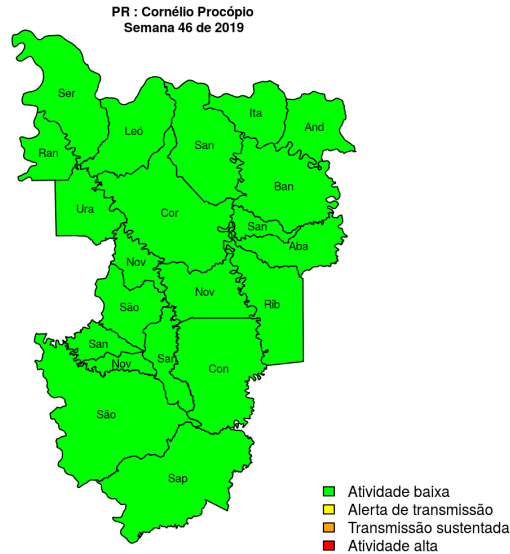 PR : Cornélio Procópio
Semana 46 de 2019
Ser
Ita
And
Leó
San
Ran
Ban
Ura
Cor
San
Aba
Nov
Nov
Rib
São
San
San
Nov
Con
São
Sap
Atividade baixa
Alerta de transmissão
Transmissão sustentada
Atividade alta